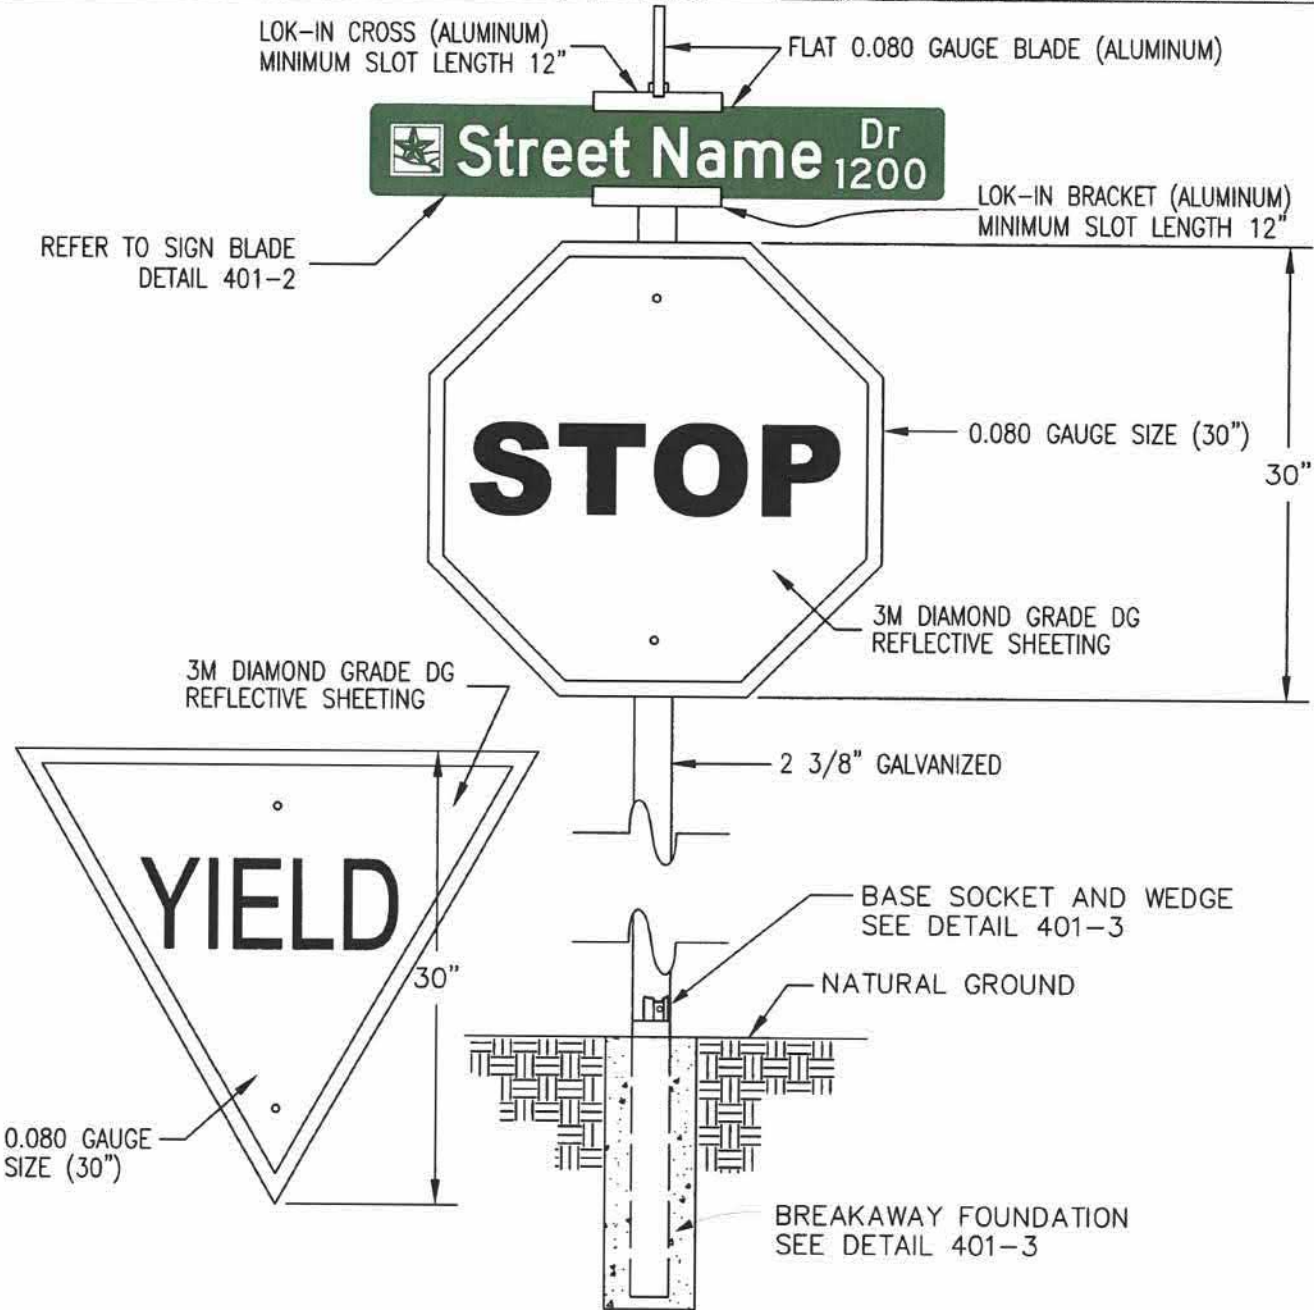 LOK-IN CROSS (ALUMINUM)
MINIMUM SLOT LENGTH 12"
FLAT 0.080 GAUGE BLADE (ALUMINUM)
Street Name Dr
1200
LOK-IN BRACKET (ALUMINUM)
MINIMUM SLOT LENGTH 12"
REFER TO SIGN BLADE
DETAIL 401-2
STOP
0.080 GAUGE SIZE (30")
30"
3M DIAMOND GRADE DG
REFLECTIVE SHEETING
3M DIAMOND GRADE DG
REFLECTIVE SHEETING
2 3/8" GALVANIZED
YIELD
30"
BASE SOCKET AND WEDGE
SEE DETAIL 401-3
NATURAL GROUND
0.080 GAUGE
SIZE (30")
BREAKAWAY FOUNDATION
SEE DETAIL 401-3